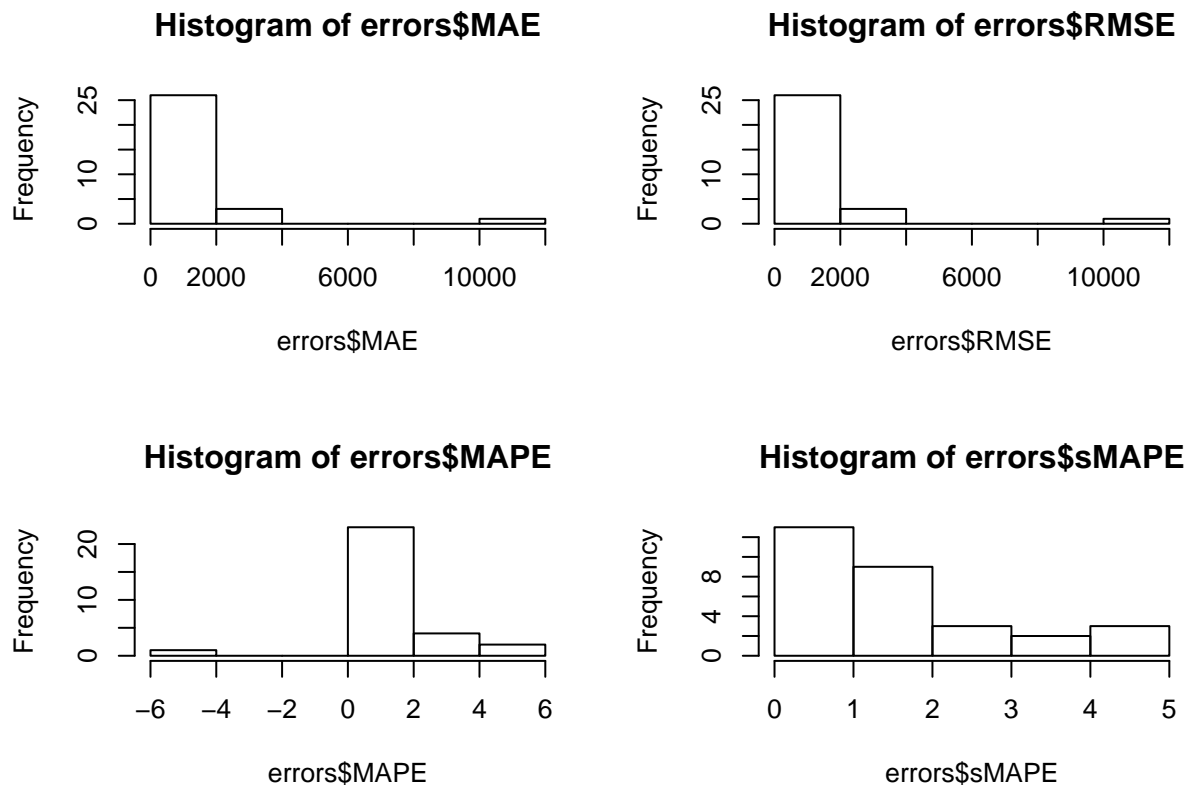 Histogram of errors$MAE
Frequency
0 10 25
0 2000 6000 10000
errors$MAE
Histogram of errors$RMSE
Frequency
0 10 25
0 2000 6000 10000
errors$RMSE
Histogram of errors$MAPE
Frequency
0 10 20
−6 −4 −2 0 2 4 6
errors$MAPE
Histogram of errors$sMAPE
Frequency
0 4 8
0 1 2 3 4 5
errors$sMAPE